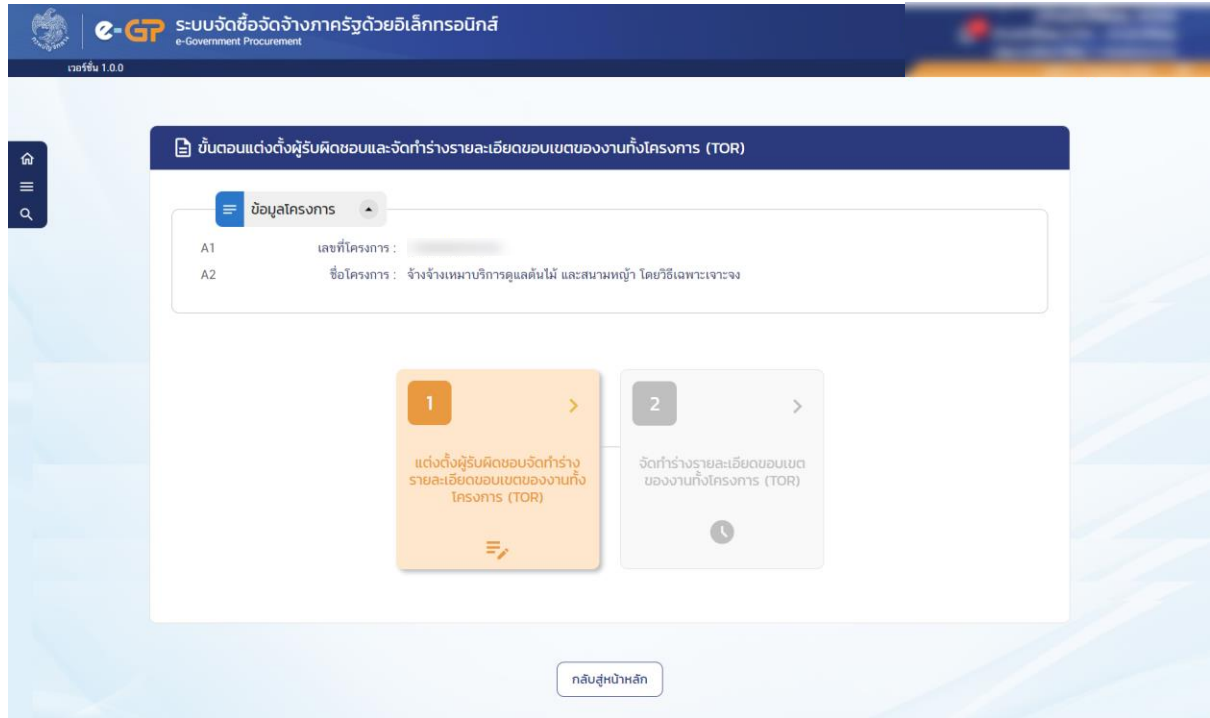 e-GP ระบบจัดซื้อจัดจ้างภาครัฐด้วยอิเล็กทรอนิกส์
e-Government Procurement
เวอร์ชั่น 1.0.0
ขั้นตอนแต่งตั้งผู้รับผิดชอบและจัดทำร่างรายละเอียดขอบเขตของงานทั้งโครงการ (TOR)
ข้อมูลโครงการ
A1 เลขที่โครงการ :
A2 ชื่อโครงการ : จ้างจ้างเหมาบริการดูแลต้นไม้ และสนามหญ้า โดยวิธีเฉพาะเจาะจง
1
แต่งตั้งผู้รับผิดชอบจัดทำร่าง
รายละเอียดขอบเขตของงานทั้ง
โครงการ (TOR)
2
จัดทำร่างรายละเอียดขอบเขต
ของงานทั้งโครงการ (TOR)
กลับสู่หน้าหลัก